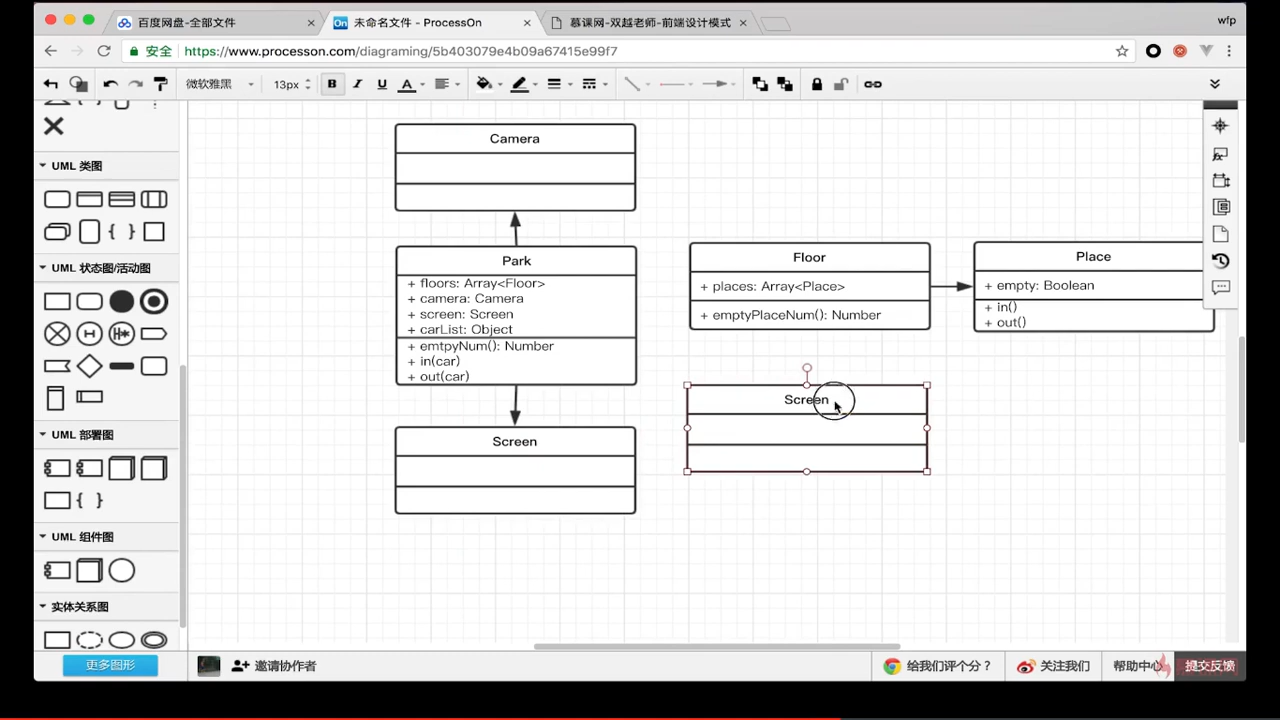 百度网盘-全部文件
未命名文件 - ProcessOn
慕课网-双越老师-前端设计模式
wfp
安全
https://www.processon.com/diagraming/5b403079e4b09a67415e99f7
微软雅黑
13px
B
I
U
A
UML 类图
UML 状态图/活动图
UML 部署图
UML 组件图
实体关系图
更多图形
Camera
Park
+ floors: Array<Floor>
+ camera: Camera
+ screen: Screen
+ carList: Object
+ emtpyNum(): Number
+ in(car)
+ out(car)
Screen
Floor
+ places: Array<Place>
+ emptyPlaceNum(): Number
Place
+ empty: Boolean
+ in()
+ out()
Screen
邀请协作者
给我们评个分？
关注我们
帮助中心
提交反馈